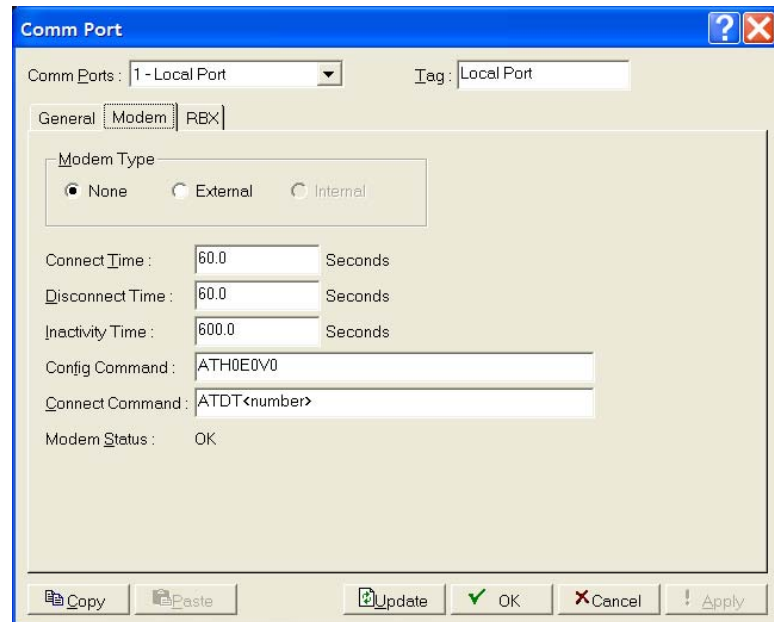 Comm Port
Comm Ports : 1 - Local Port Tag : Local Port
General Modem RBX
Modem Type
None External Internal
Connect Time : 60.0 Seconds
Disconnect Time : 60.0 Seconds
Inactivity Time : 600.0 Seconds
Config Command : ATH0E0V0
Connect Command : ATDT<number>
Modem Status : OK
Copy Paste Update OK Cancel Apply